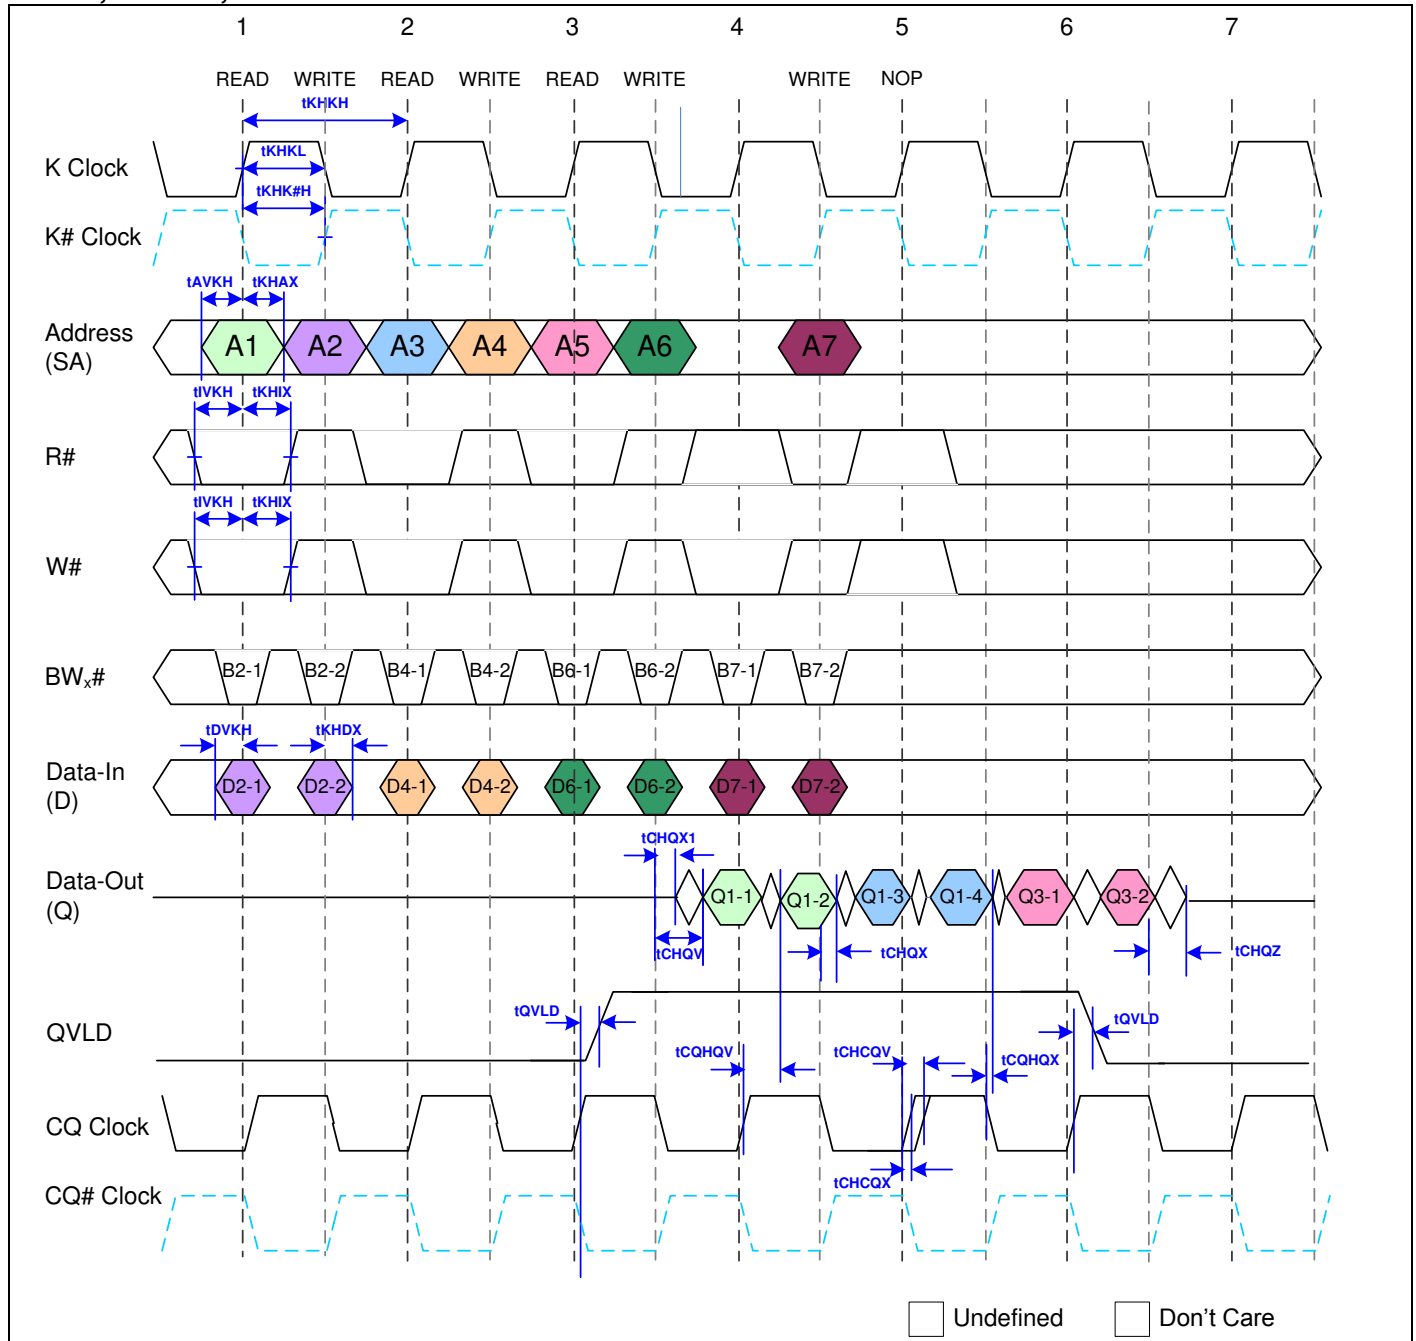 1 2 3 4 5 6 7
READ WRITE READ WRITE READ WRITE WRITE NOP
tKHKH
K Clock
tKHKL
tKHK#H
K# Clock
tAVKH tKHAX
Address
(SA)
A1 A2 A3 A4 A5 A6 A7
tIVKH tKHIX
R#
tIVKH tKHIX
W#
BWx#
B2-1 B2-2 B4-1 B4-2 B6-1 B6-2 B7-1 B7-2
tDVKH tKHDX
Data-In
(D)
D2-1 D2-2 D4-1 D4-2 D6-1 D6-2 D7-1 D7-2
tCHQX1
Data-Out
(Q)
Q1-1 Q1-2 Q1-3 Q1-4 Q3-1 Q3-2
tCHQV tCHQX tCHQZ
tQVLD tQVLD
QVLD
tCQHQV tCHCQV tCQHQX
CQ Clock
tCHCQX
CQ# Clock
Undefined Don't Care